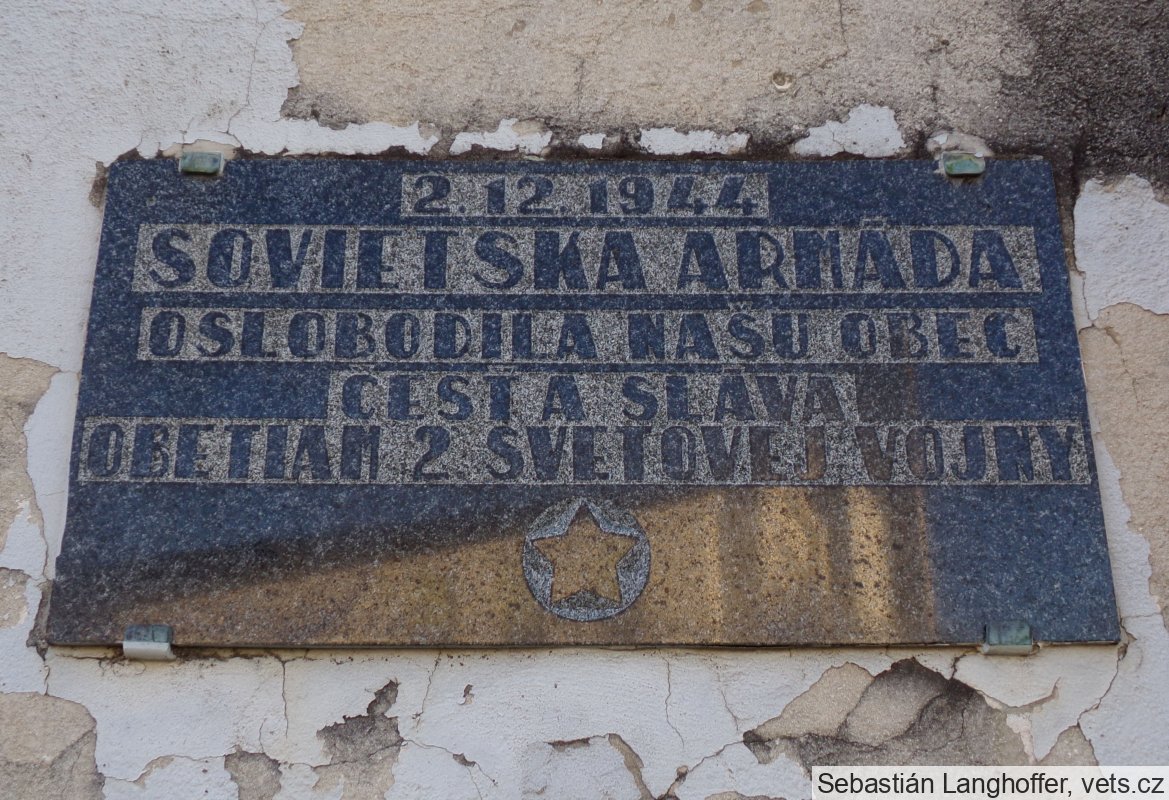 2.12.1944
SOVIETSKA ARMÁDA
OSLOBODILA NAŠU OBEC
ČESŤ A SLÁVA
OBETIAM 2 SVETOVEJ VOJNY
Sebastián Langhoffer, vets.cz